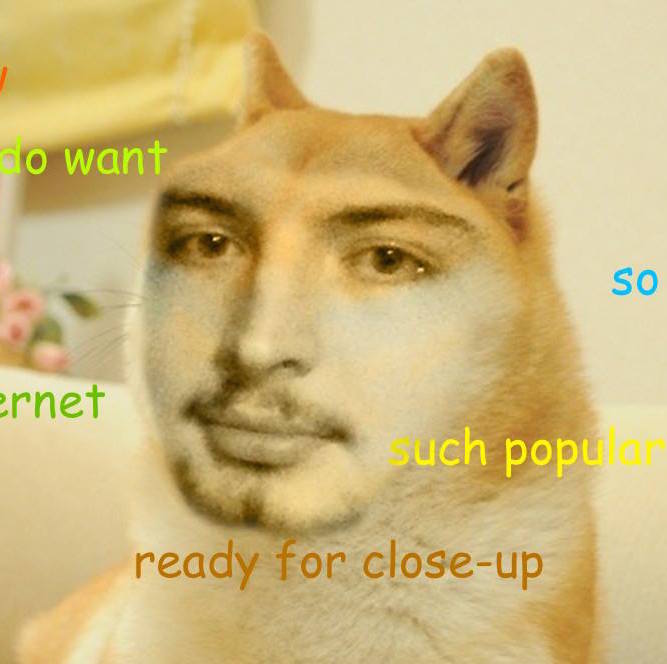 do want
so
ernet
such popular
ready for close-up